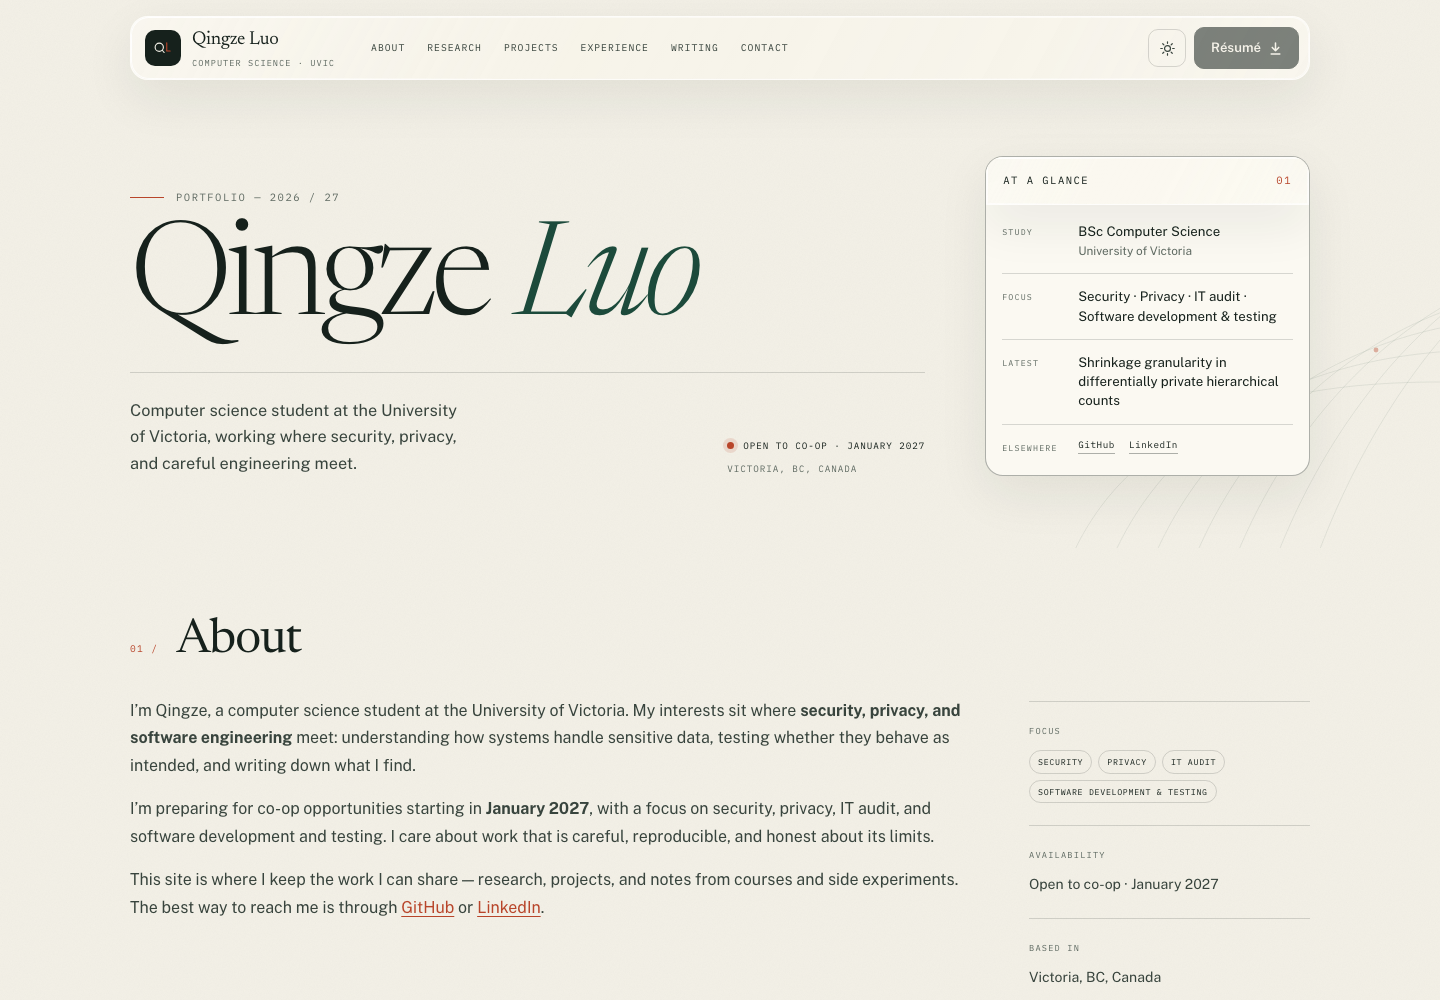 QL
Qingze Luo
COMPUTER SCIENCE · UVIC
ABOUT
RESEARCH
PROJECTS
EXPERIENCE
WRITING
CONTACT
Résumé
PORTFOLIO — 2026 / 27
Qingze Luo
Computer science student at the University
of Victoria, working where security, privacy,
and careful engineering meet.
OPEN TO CO-OP · JANUARY 2027
VICTORIA, BC, CANADA
AT A GLANCE
01
STUDY
BSc Computer Science
University of Victoria
FOCUS
Security · Privacy · IT audit ·
Software development & testing
LATEST
Shrinkage granularity in
differentially private hierarchical
counts
ELSEWHERE
GitHub
LinkedIn
01 /
About
I’m Qingze, a computer science student at the University of Victoria. My interests sit where security, privacy, and
software engineering meet: understanding how systems handle sensitive data, testing whether they behave as
intended, and writing down what I find.
I’m preparing for co-op opportunities starting in January 2027, with a focus on security, privacy, IT audit, and
software development and testing. I care about work that is careful, reproducible, and honest about its limits.
This site is where I keep the work I can share — research, projects, and notes from courses and side experiments.
The best way to reach me is through GitHub or LinkedIn.
FOCUS
SECURITY
PRIVACY
IT AUDIT
SOFTWARE DEVELOPMENT & TESTING
AVAILABILITY
Open to co-op · January 2027
BASED IN
Victoria, BC, Canada